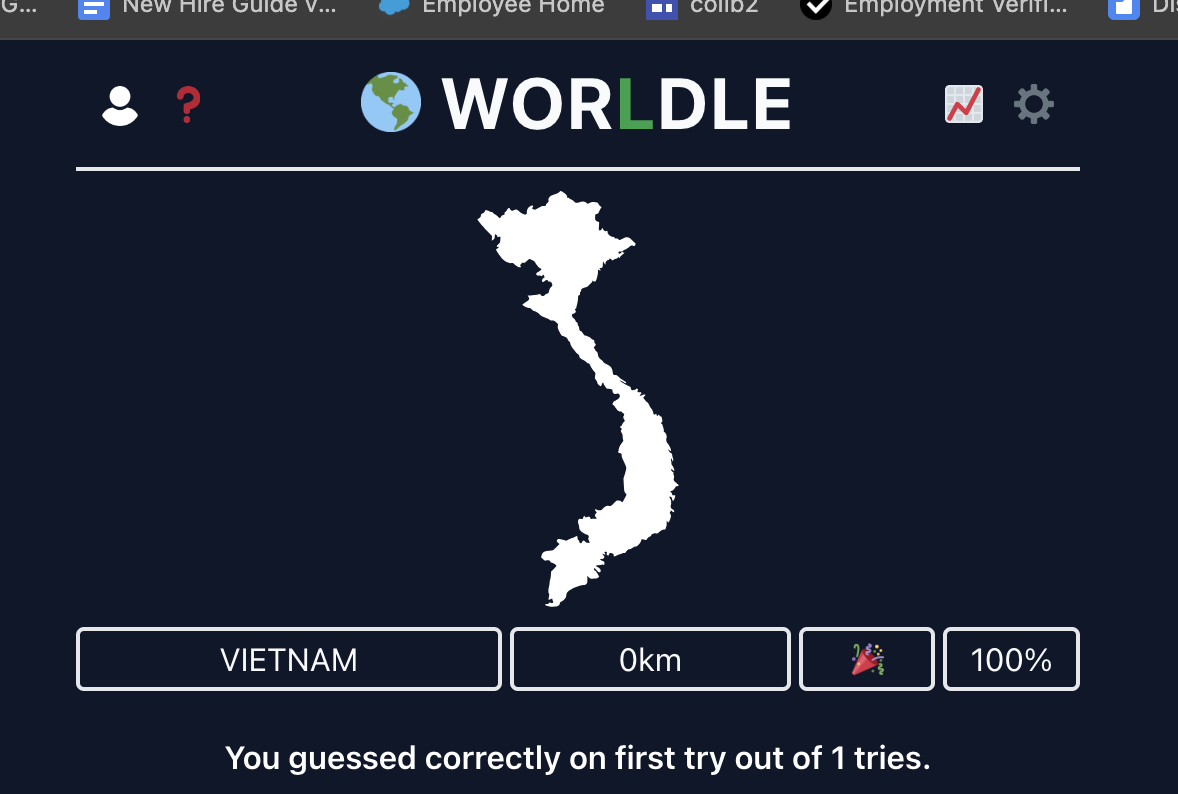 G... New Hire Guide v... Employee Home collb2 Employment Verifi... Dis
WORLDLE
VIETNAM 0km 100%
You guessed correctly on first try out of 1 tries.